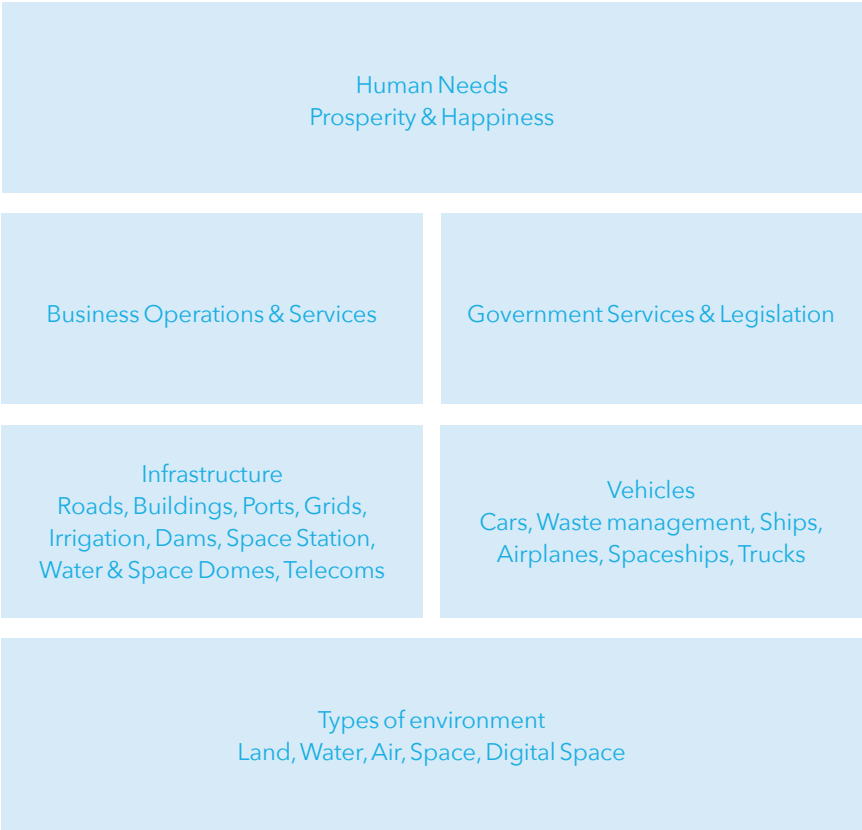 Human Needs
Prosperity & Happiness
Business Operations & Services
Government Services & Legislation
Infrastructure
Roads, Buildings, Ports, Grids,
Irrigation, Dams, Space Station,
Water & Space Domes, Telecoms
Vehicles
Cars, Waste management, Ships,
Airplanes, Spaceships, Trucks
Types of environment
Land, Water, Air, Space, Digital Space